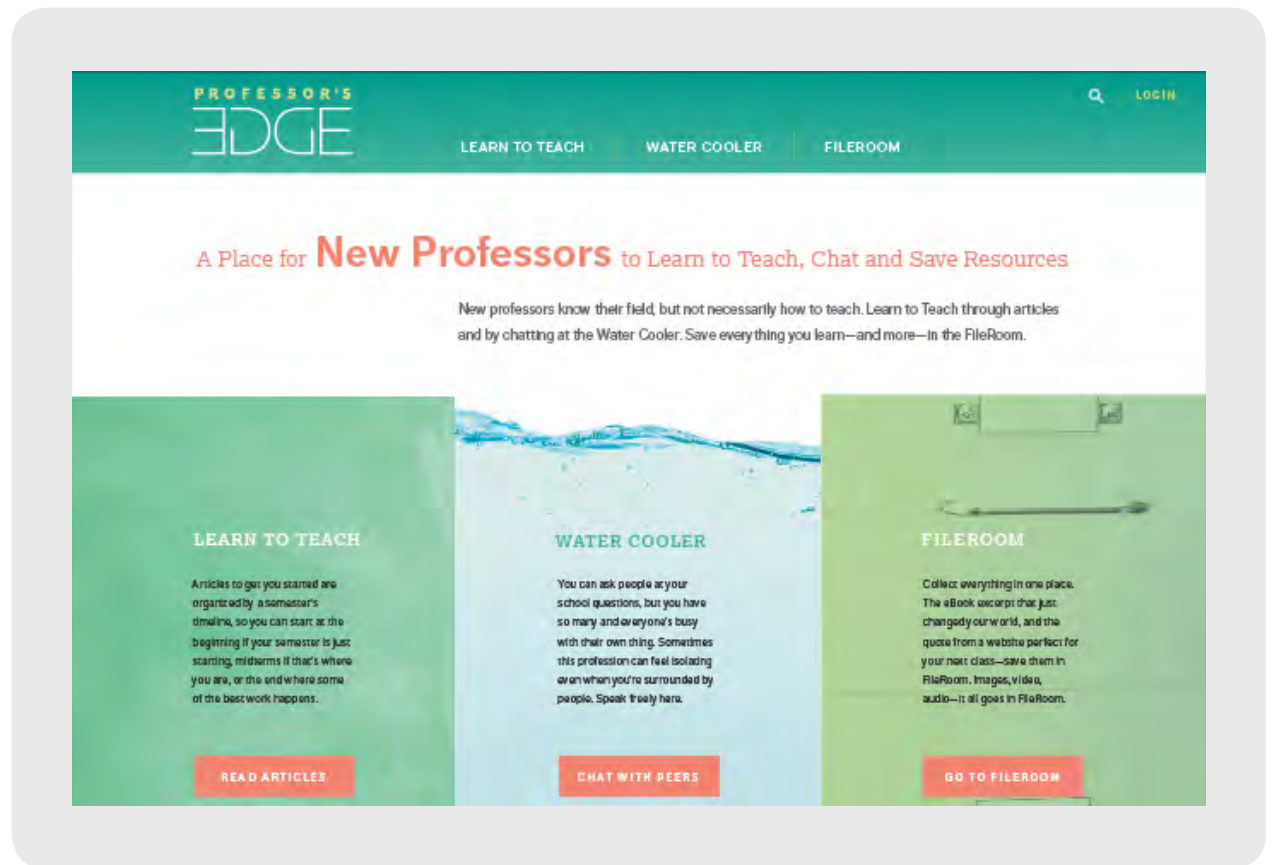 PROFESSOR'S
EDGE
LOGIN
LEARN TO TEACH
WATER COOLER
FILEROOM
A Place for New Professors to Learn to Teach, Chat and Save Resources
New professors know their field, but not necessarily how to teach. Learn to Teach through articles
and by chatting at the Water Cooler. Save everything you learn—and more—in the FileRoom.
LEARN TO TEACH
Articles to get you started are
organized by a semester's
timeline, so you can start at the
beginning if your semester is just
starting, midterms if that's where
you are, or the end where some
of the best work happens.
READ ARTICLES
WATER COOLER
You can ask people at your
school questions, but you have
so many and everyone's busy
with their own thing. Sometimes
this profession can feel isolating
even when you're surrounded by
people. Speak freely here.
CHAT WITH PEERS
FILEROOM
Collect everything in one place.
The eBook excerpt that just
changed your world, and the
quote from a website perfect for
your next class—save them in
FileRoom. Images, video,
audio—it all goes in FileRoom.
GO TO FILEROOM